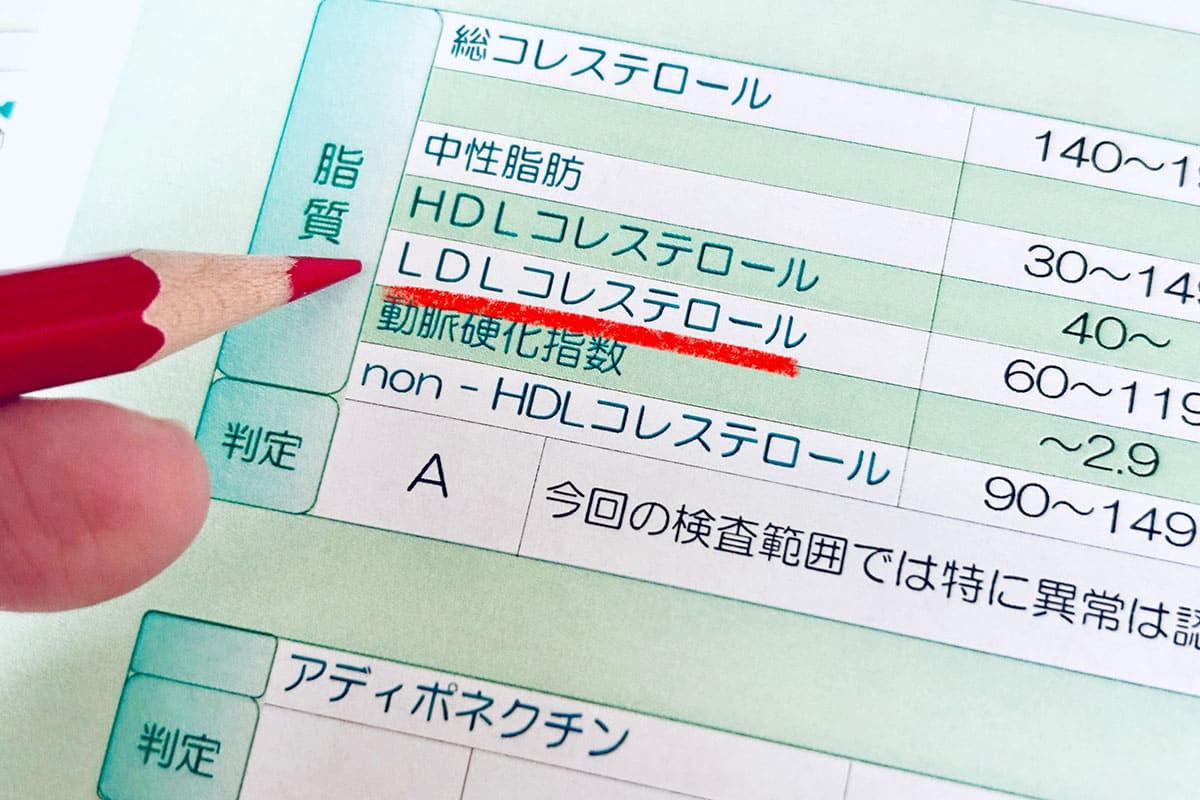 総コレステロール 140～19
中性脂肪 30～149
HDLコレステロール 40～
LDLコレステロール 60～119
動脈硬化指数 ～2.9
non-HDLコレステロール 90～149
脂質
判定 A 今回の検査範囲では特に異常は認
アディポネクチン
判定